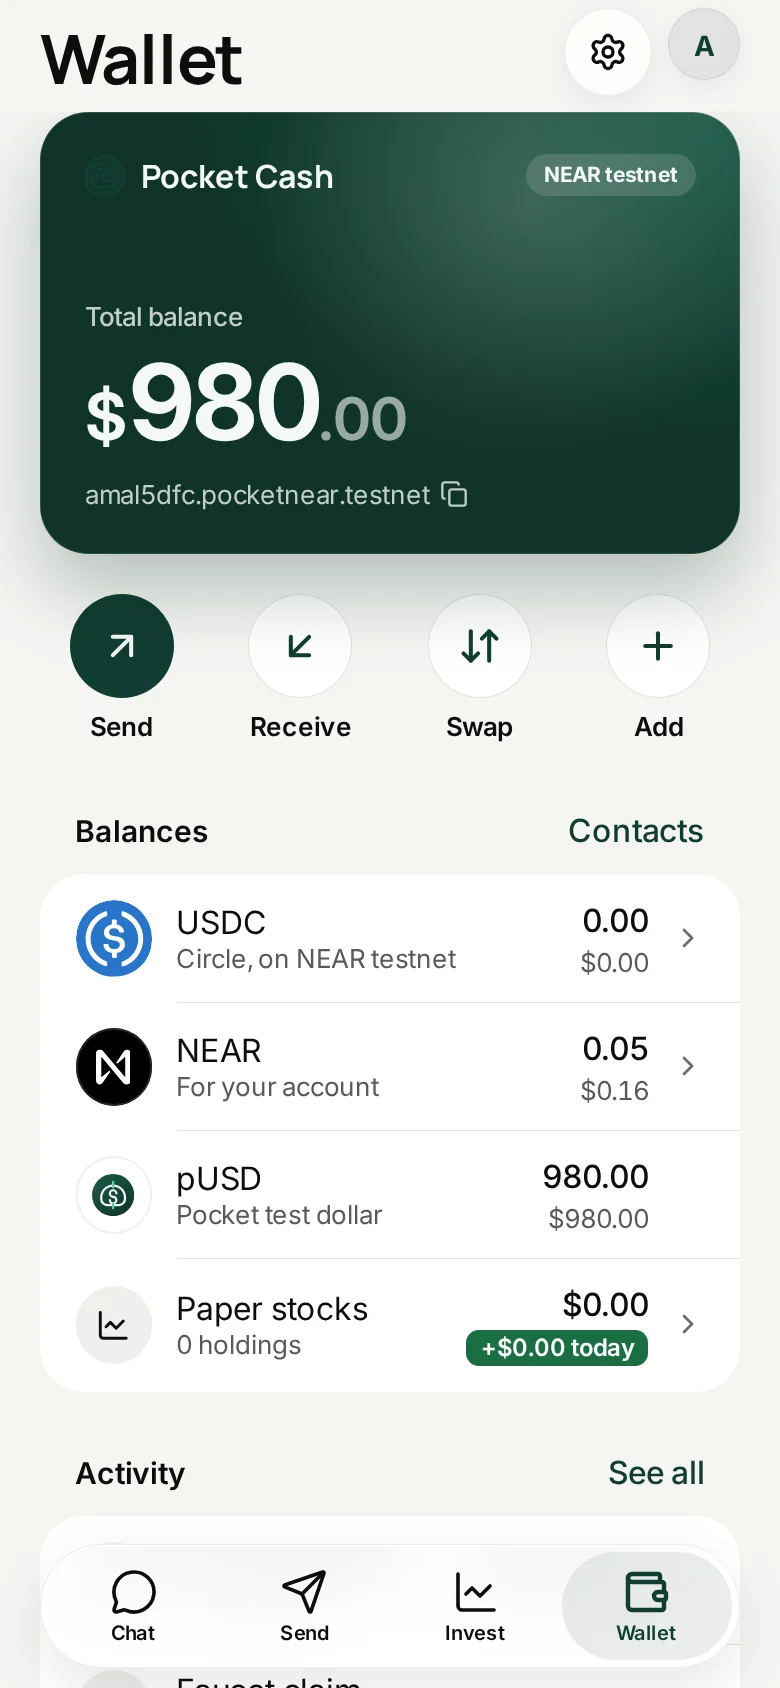 Wallet
A
Pocket Cash
NEAR testnet
Total balance
$980.00
amal5dfc.pocketnear.testnet
Send
Receive
Swap
Add
Balances
Contacts
USDC
0.00
Circle, on NEAR testnet
$0.00
NEAR
0.05
For your account
$0.16
pUSD
980.00
Pocket test dollar
$980.00
Paper stocks
$0.00
0 holdings
+$0.00 today
Activity
See all
Chat
Send
Invest
Wallet
Faucet claim